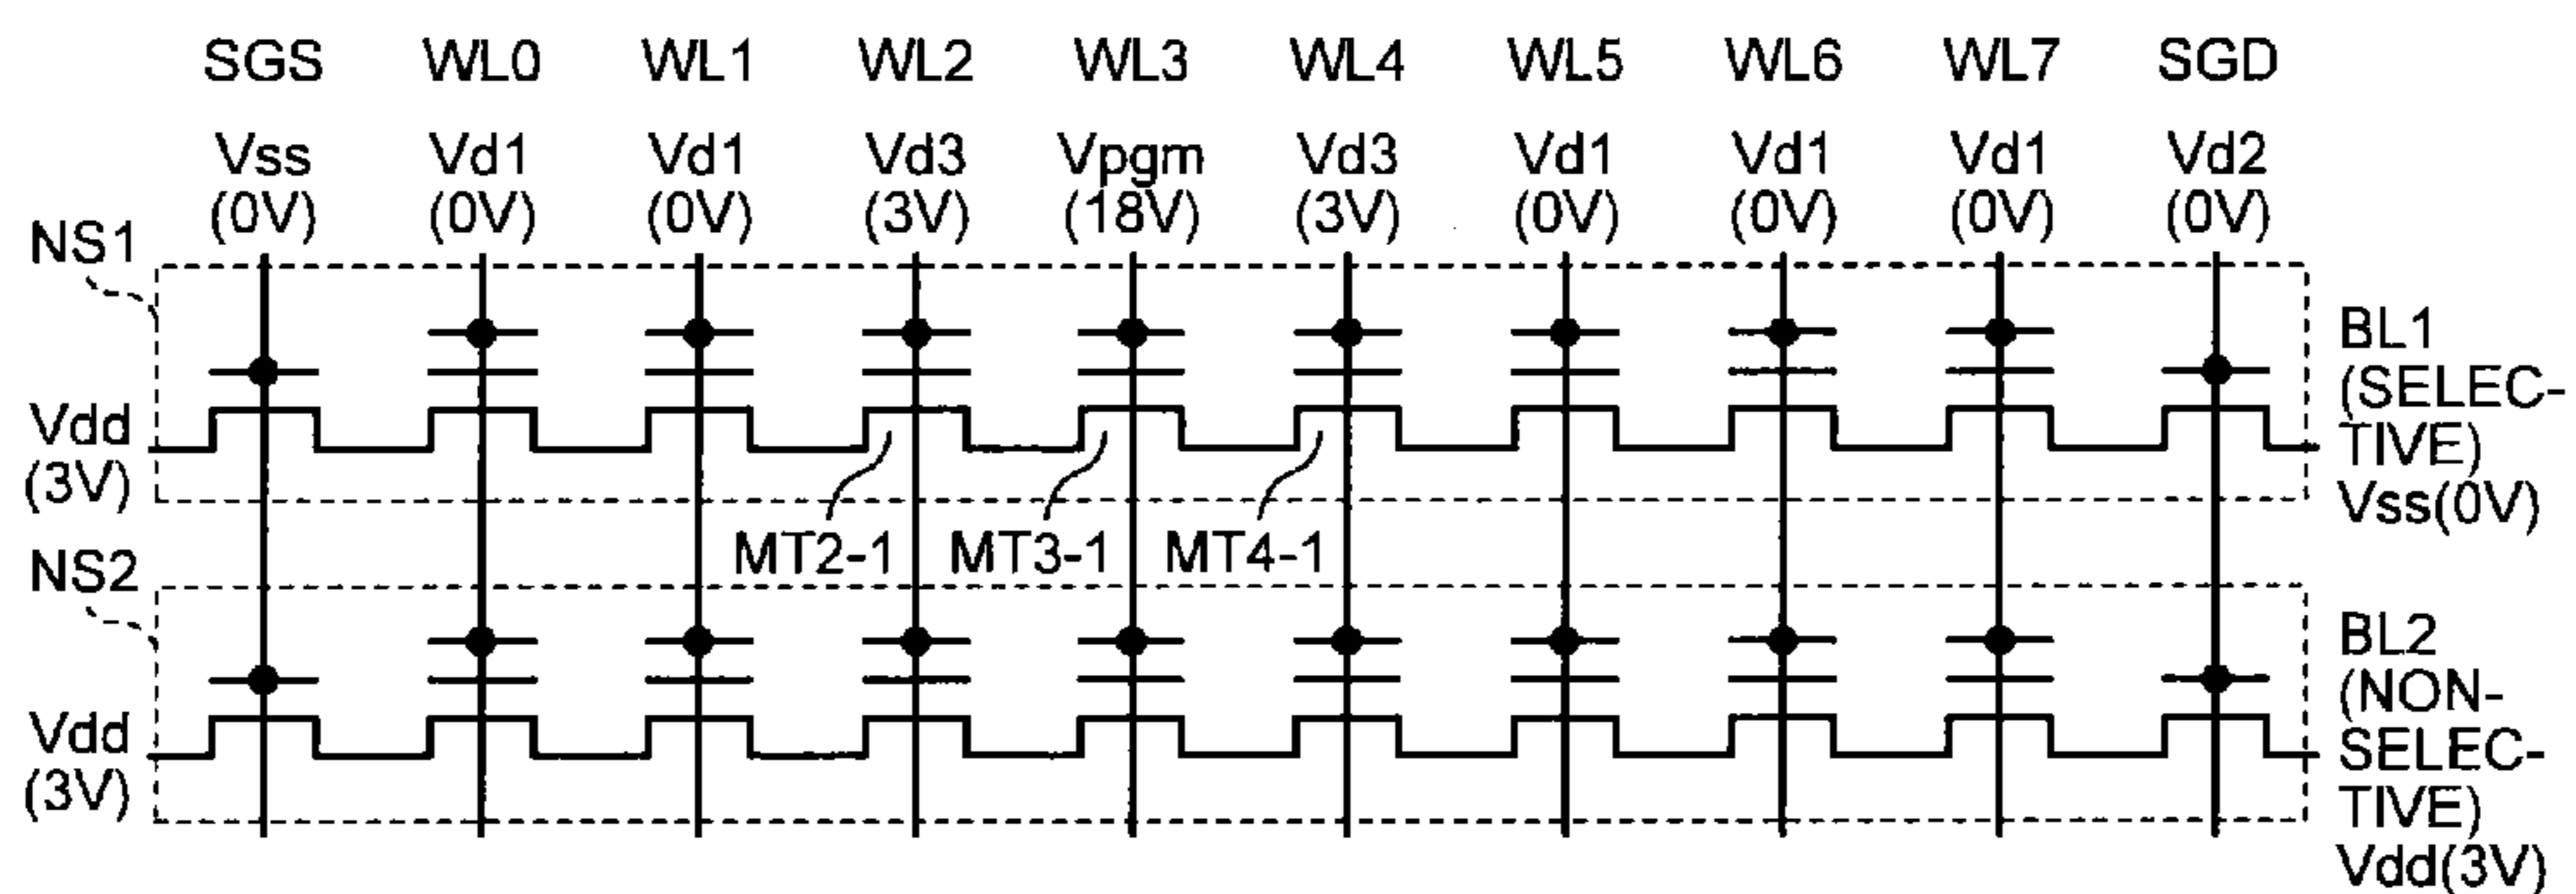 SGS WL0 WL1 WL2 WL3 WL4 WL5 WL6 WL7 SGD
Vss Vd1 Vd1 Vd3 Vpgm Vd3 Vd1 Vd1 Vd1 Vd2
(0V) (0V) (0V) (3V) (18V) (3V) (0V) (0V) (0V) (0V)
NS1
Vdd
(3V)
BL1
(SELEC-
TIVE)
Vss(0V)
MT2-1 MT3-1 MT4-1
NS2
Vdd
(3V)
BL2
(NON-
SELEC-
TIVE)
Vdd(3V)